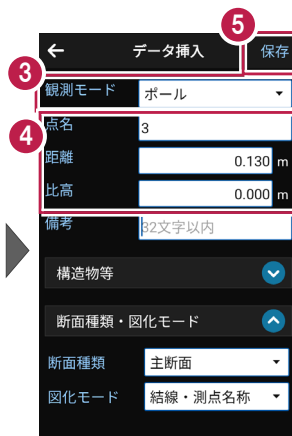 5
← データ挿入 保存
3
観測モード ポール
4
点名 3
距離 0.130 m
比高 0.000 m
備考 32文字以内
構造物等
断面種類・図化モード
断面種類 主断面
図化モード 結線・測点名称